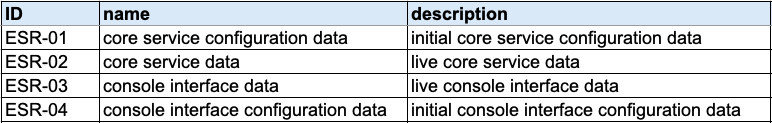 ID name description
ESR-01 core service configuration data initial core service configuration data
ESR-02 core service data live core service data
ESR-03 console interface data live console interface data
ESR-04 console interface configuration data initial console interface configuration data